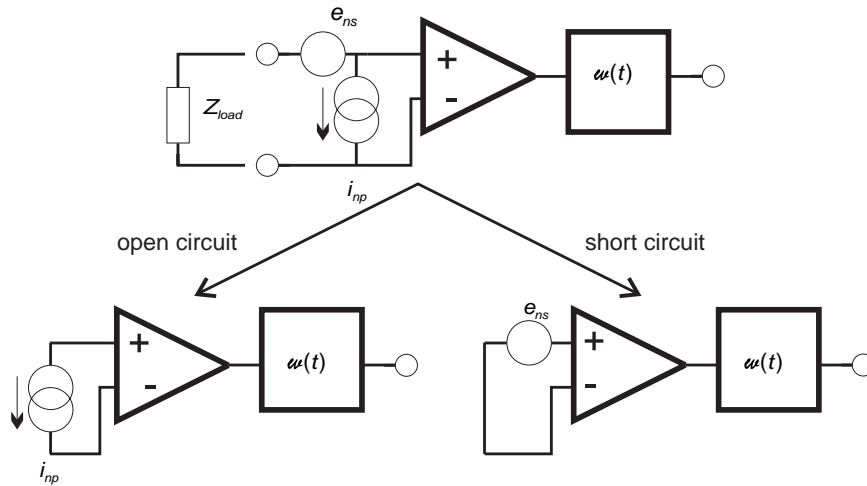 e_ns
+
-
𝓌(t)
Z_load
i_np
open circuit
short circuit
e_ns
+
-
𝓌(t)
+
-
𝓌(t)
i_np